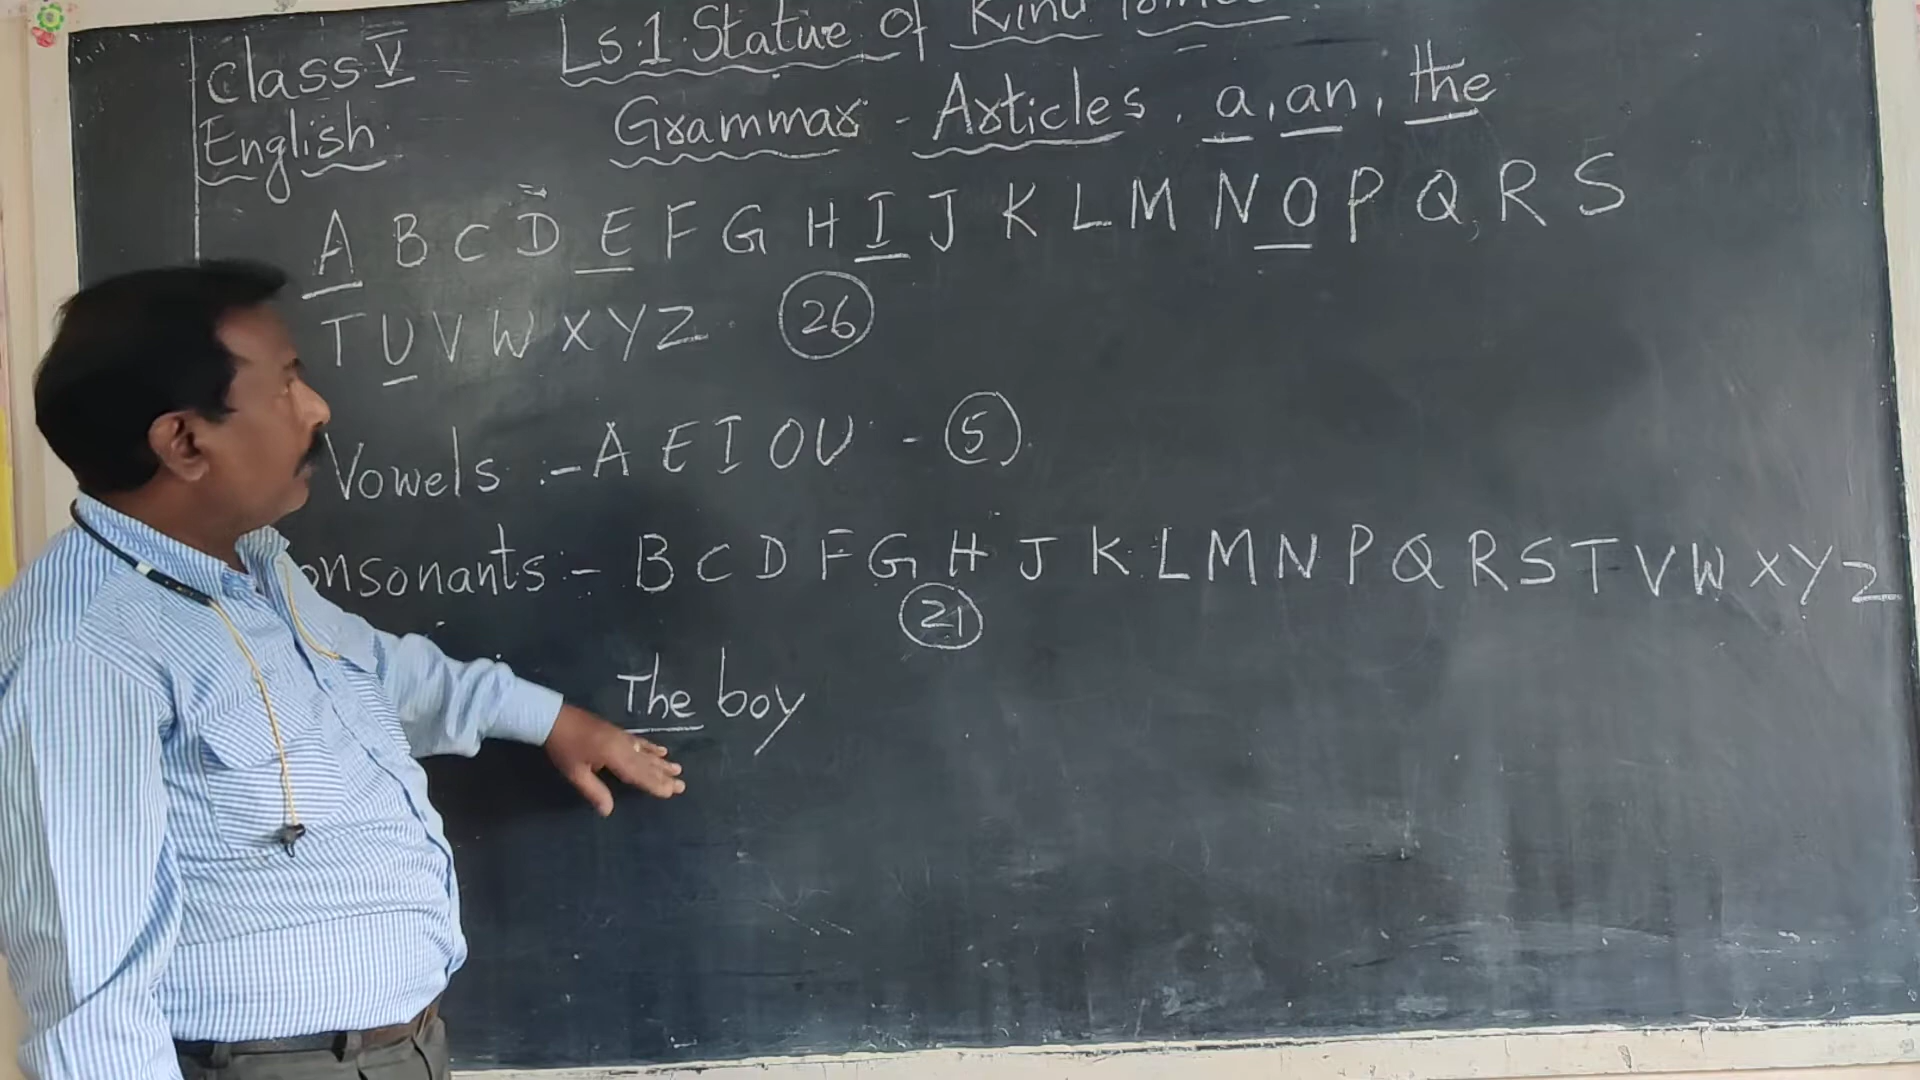 Class V
English
Ls.1. Statue of King
Grammar - Articles. a, an, the
A B C D E F G H I J K L M N O P Q R S
T U V W X Y Z 26
Vowels :- A E I O U - 5
onsonants :- B C D F G H J K L M N P Q R S T V W X Y Z
21
The boy